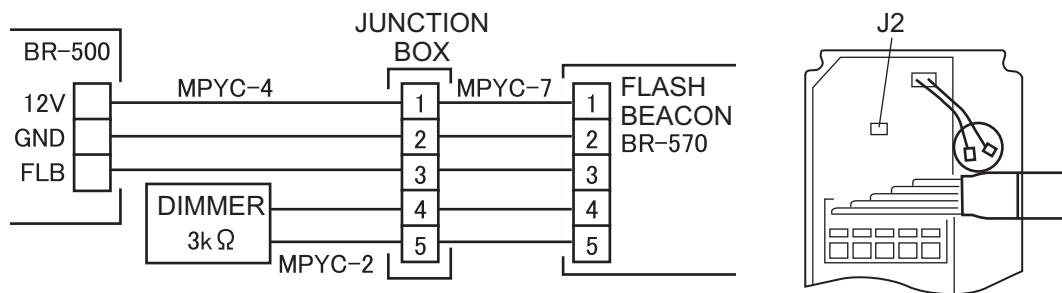 JUNCTION
BOX
J2
BR-500
MPYC-4
MPYC-7
12V
GND
FLB
1
2
3
4
5
1
2
3
4
5
FLASH
BEACON
BR-570
DIMMER
3kΩ
MPYC-2